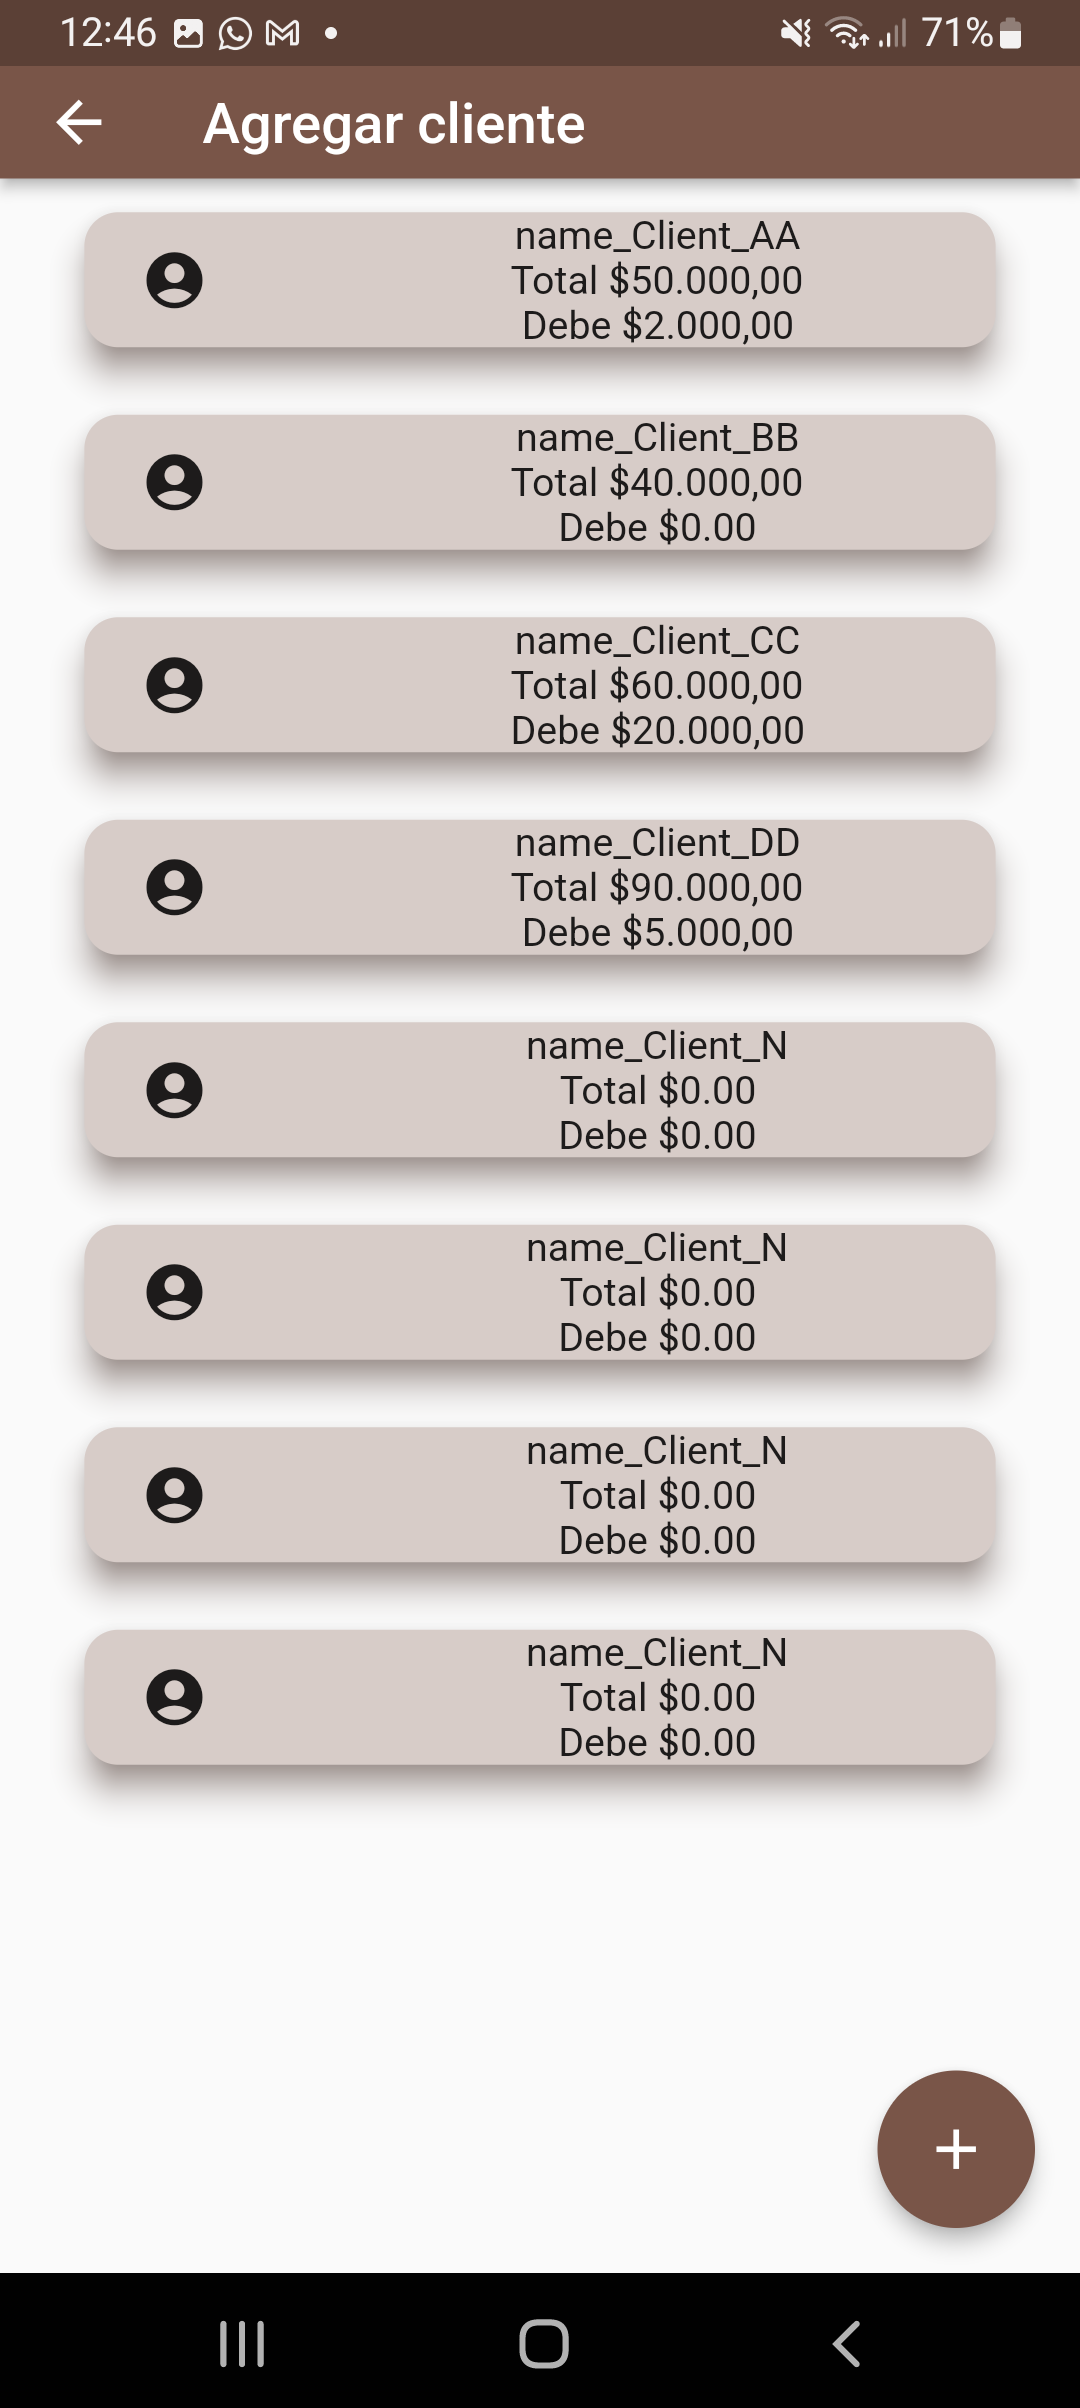 12:46
71%
Agregar cliente
name_Client_AA
Total $50.000,00
Debe $2.000,00
name_Client_BB
Total $40.000,00
Debe $0.00
name_Client_CC
Total $60.000,00
Debe $20.000,00
name_Client_DD
Total $90.000,00
Debe $5.000,00
name_Client_N
Total $0.00
Debe $0.00
name_Client_N
Total $0.00
Debe $0.00
name_Client_N
Total $0.00
Debe $0.00
name_Client_N
Total $0.00
Debe $0.00